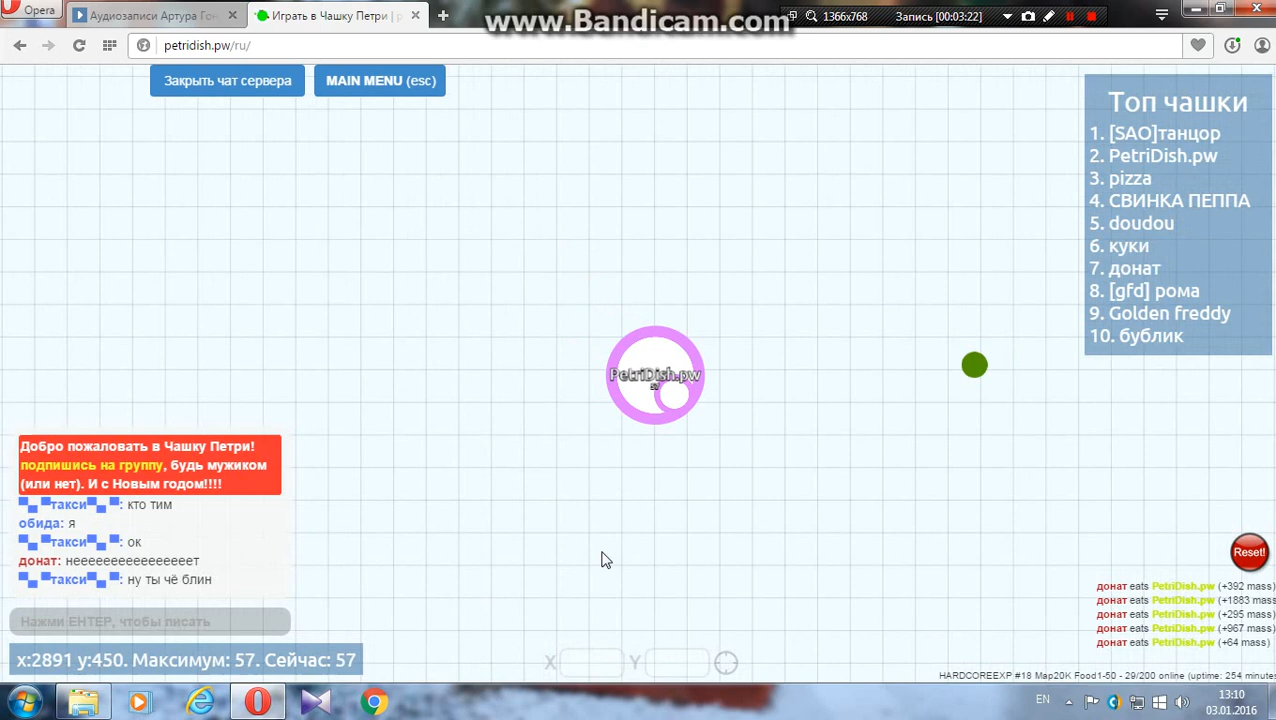 Opera
Аудиозаписи Артура Гон
Играть в Чашку Петри | p
www.Bandicam.com
1366x768
Запись [00:03:22]
petridish.pw/ru/
Закрыть чат сервера
MAIN MENU (esc)
Топ чашки
1. [SAO]танцор
2. PetriDish.pw
3. pizza
4. СВИНКА ПЕППА
5. doudou
6. куки
7. донат
8. [gfd] рома
9. Golden freddy
10. бублик
PetriDish.pw
57
Добро пожаловать в Чашку Петри!
подпишись на группу, будь мужиком
(или нет). И с Новым годом!!!!
▀▄▀такси▀▄▀: кто тим
обида: я
▀▄▀такси▀▄▀: ок
донат: нееееееееееееееет
▀▄▀такси▀▄▀: ну ты чё блин
Нажми ЕНТЕР, чтобы писать
x:2891 y:450. Максимум: 57. Сейчас: 57
X
Y
Reset!
донат eats PetriDish.pw (+392 mass)
донат eats PetriDish.pw (+1883 mass)
донат eats PetriDish.pw (+295 mass)
донат eats PetriDish.pw (+967 mass)
донат eats PetriDish.pw (+64 mass)
HARDCOREEXP #18 Map20K Food1-50 - 29/200 online (uptime: 254 minutes
EN
13:10
03.01.2016